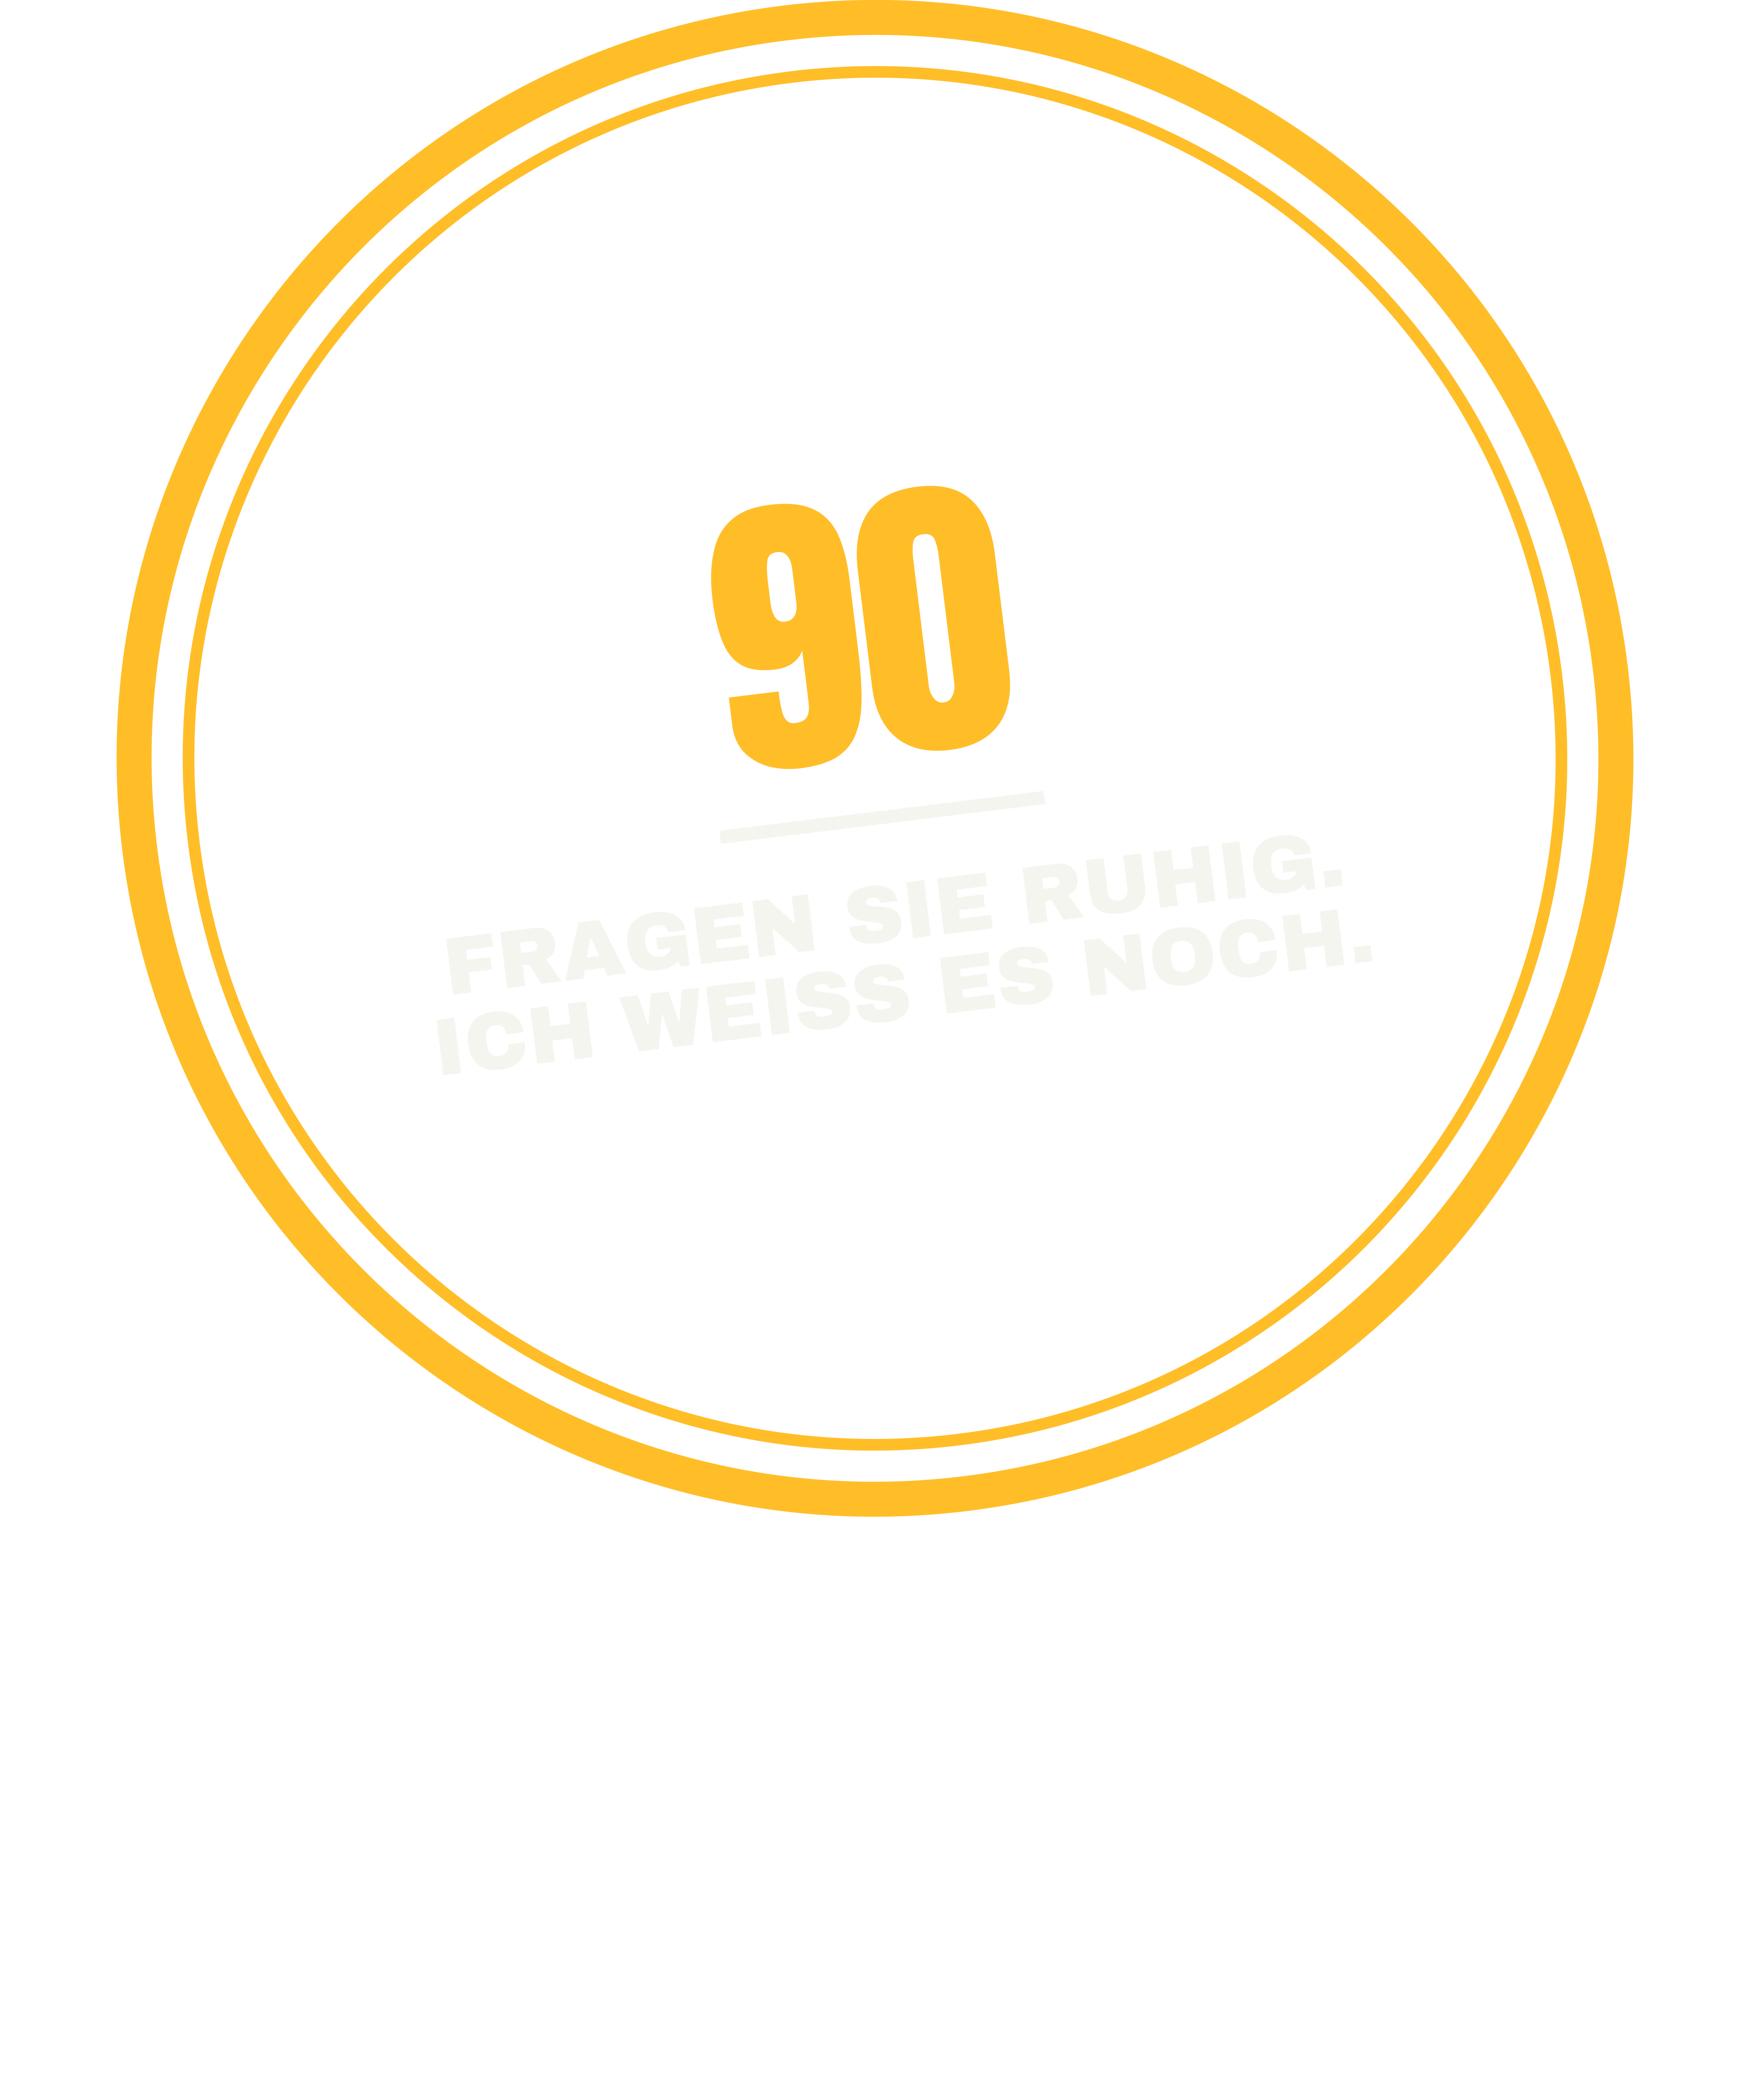 90
FRAGEN SIE RUHIG.
ICH WEISS ES NOCH.